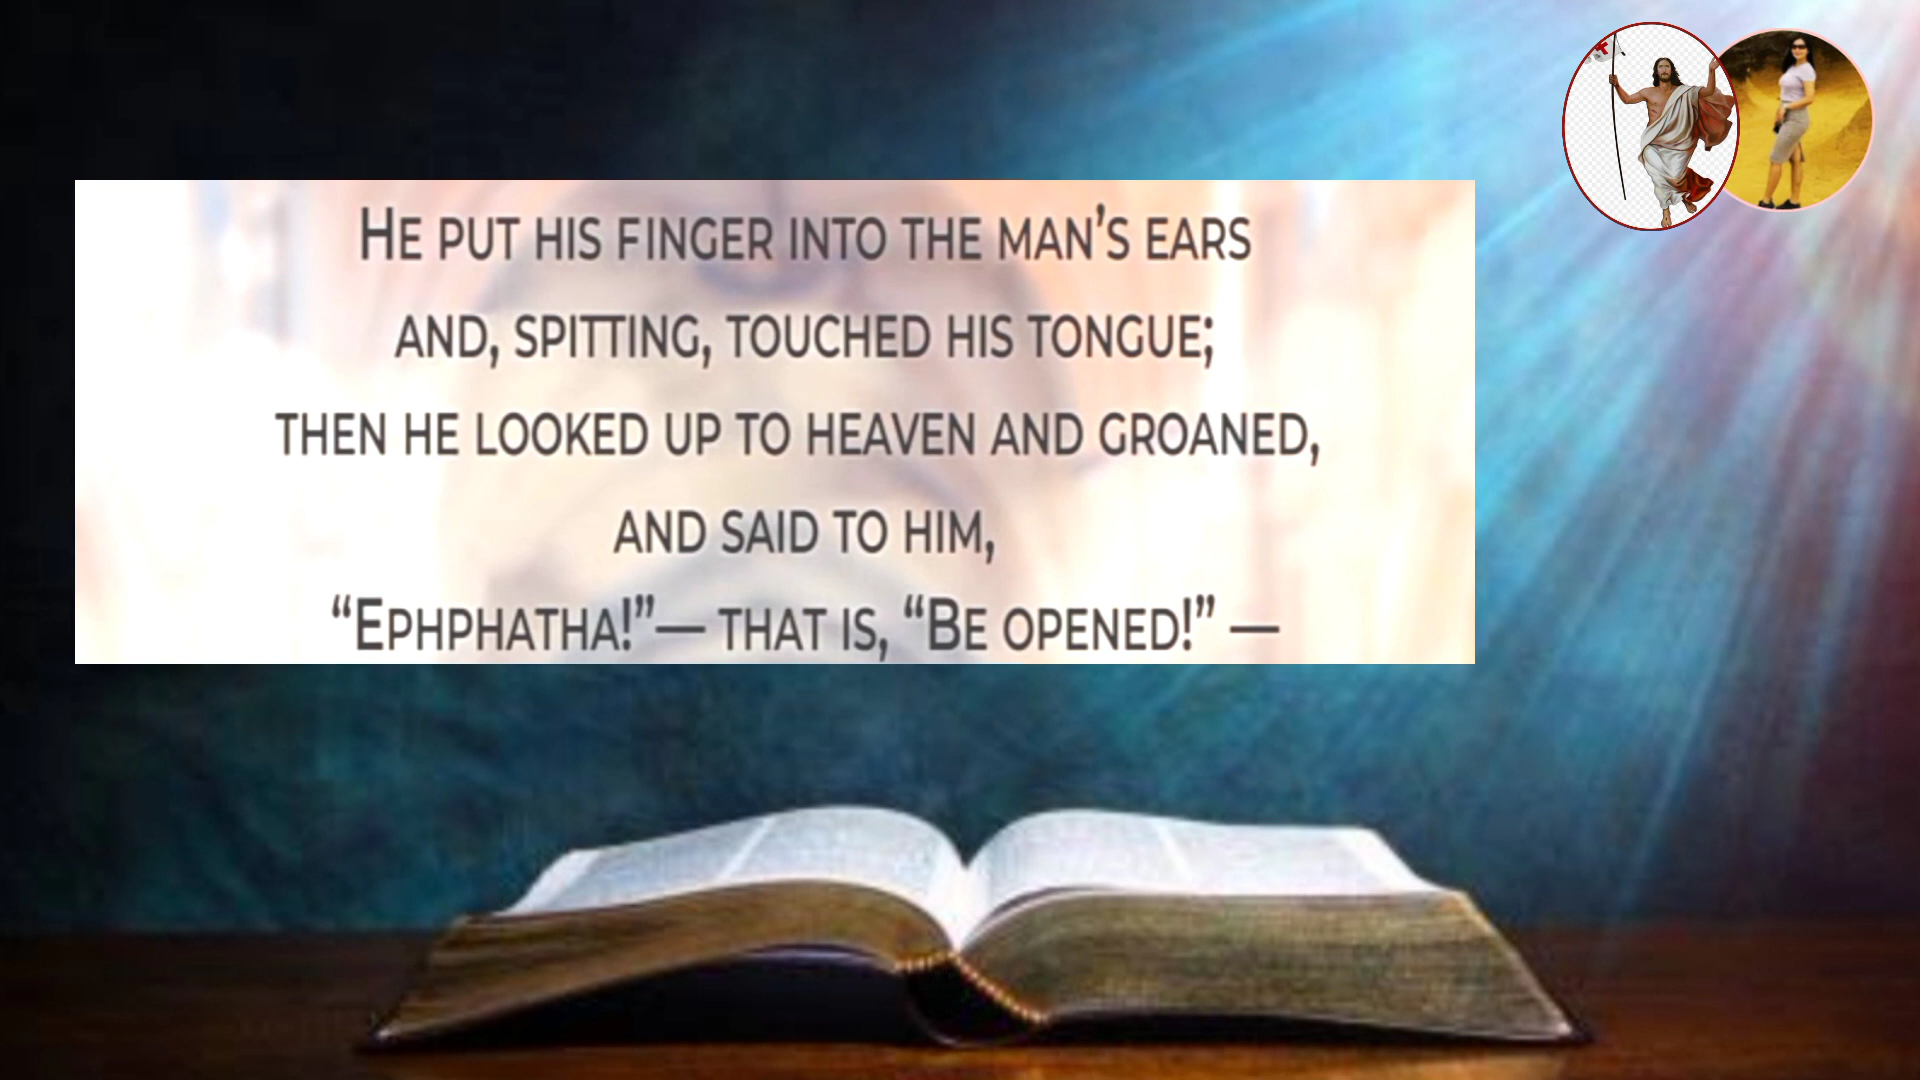 He put his finger into the man’s ears
and, spitting, touched his tongue;
then he looked up to heaven and groaned,
and said to him,
“Ephphatha!”— that is, “Be opened!” —